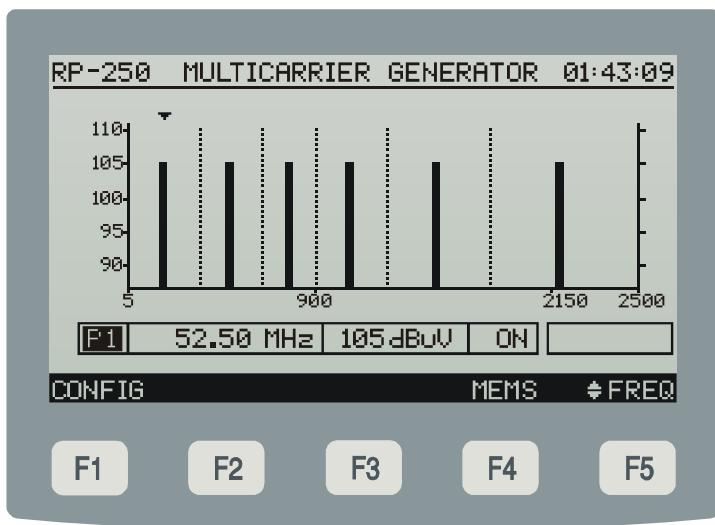 RP-250 MULTICARRIER GENERATOR 01:43:09
110
105
100
95
90
5 900 2150 2500
P1 52.50 MHz 105dBuV ON
CONFIG MEMS FREQ
F1 F2 F3 F4 F5